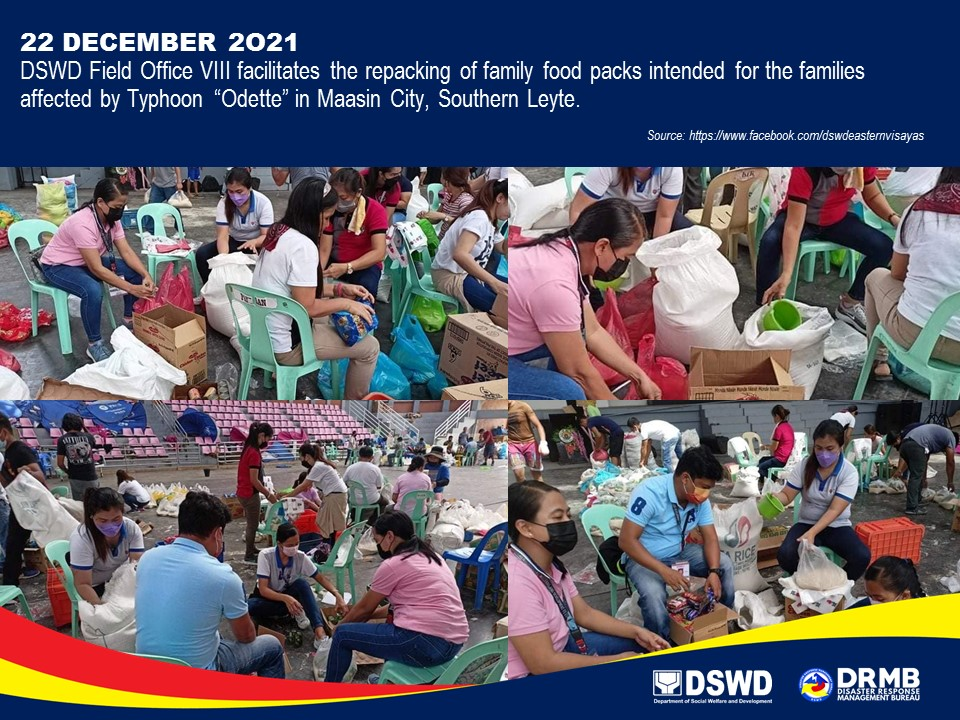 22 DECEMBER 2O21
DSWD Field Office VIII facilitates the repacking of family food packs intended for the families
affected by Typhoon “Odette” in Maasin City, Southern Leyte.
Source: https://www.facebook.com/dswdeasternvisayas
8
RICE
DSWD
Department of Social Welfare and Development
DRMB
DISASTER RESPONSE
MANAGEMENT BUREAU